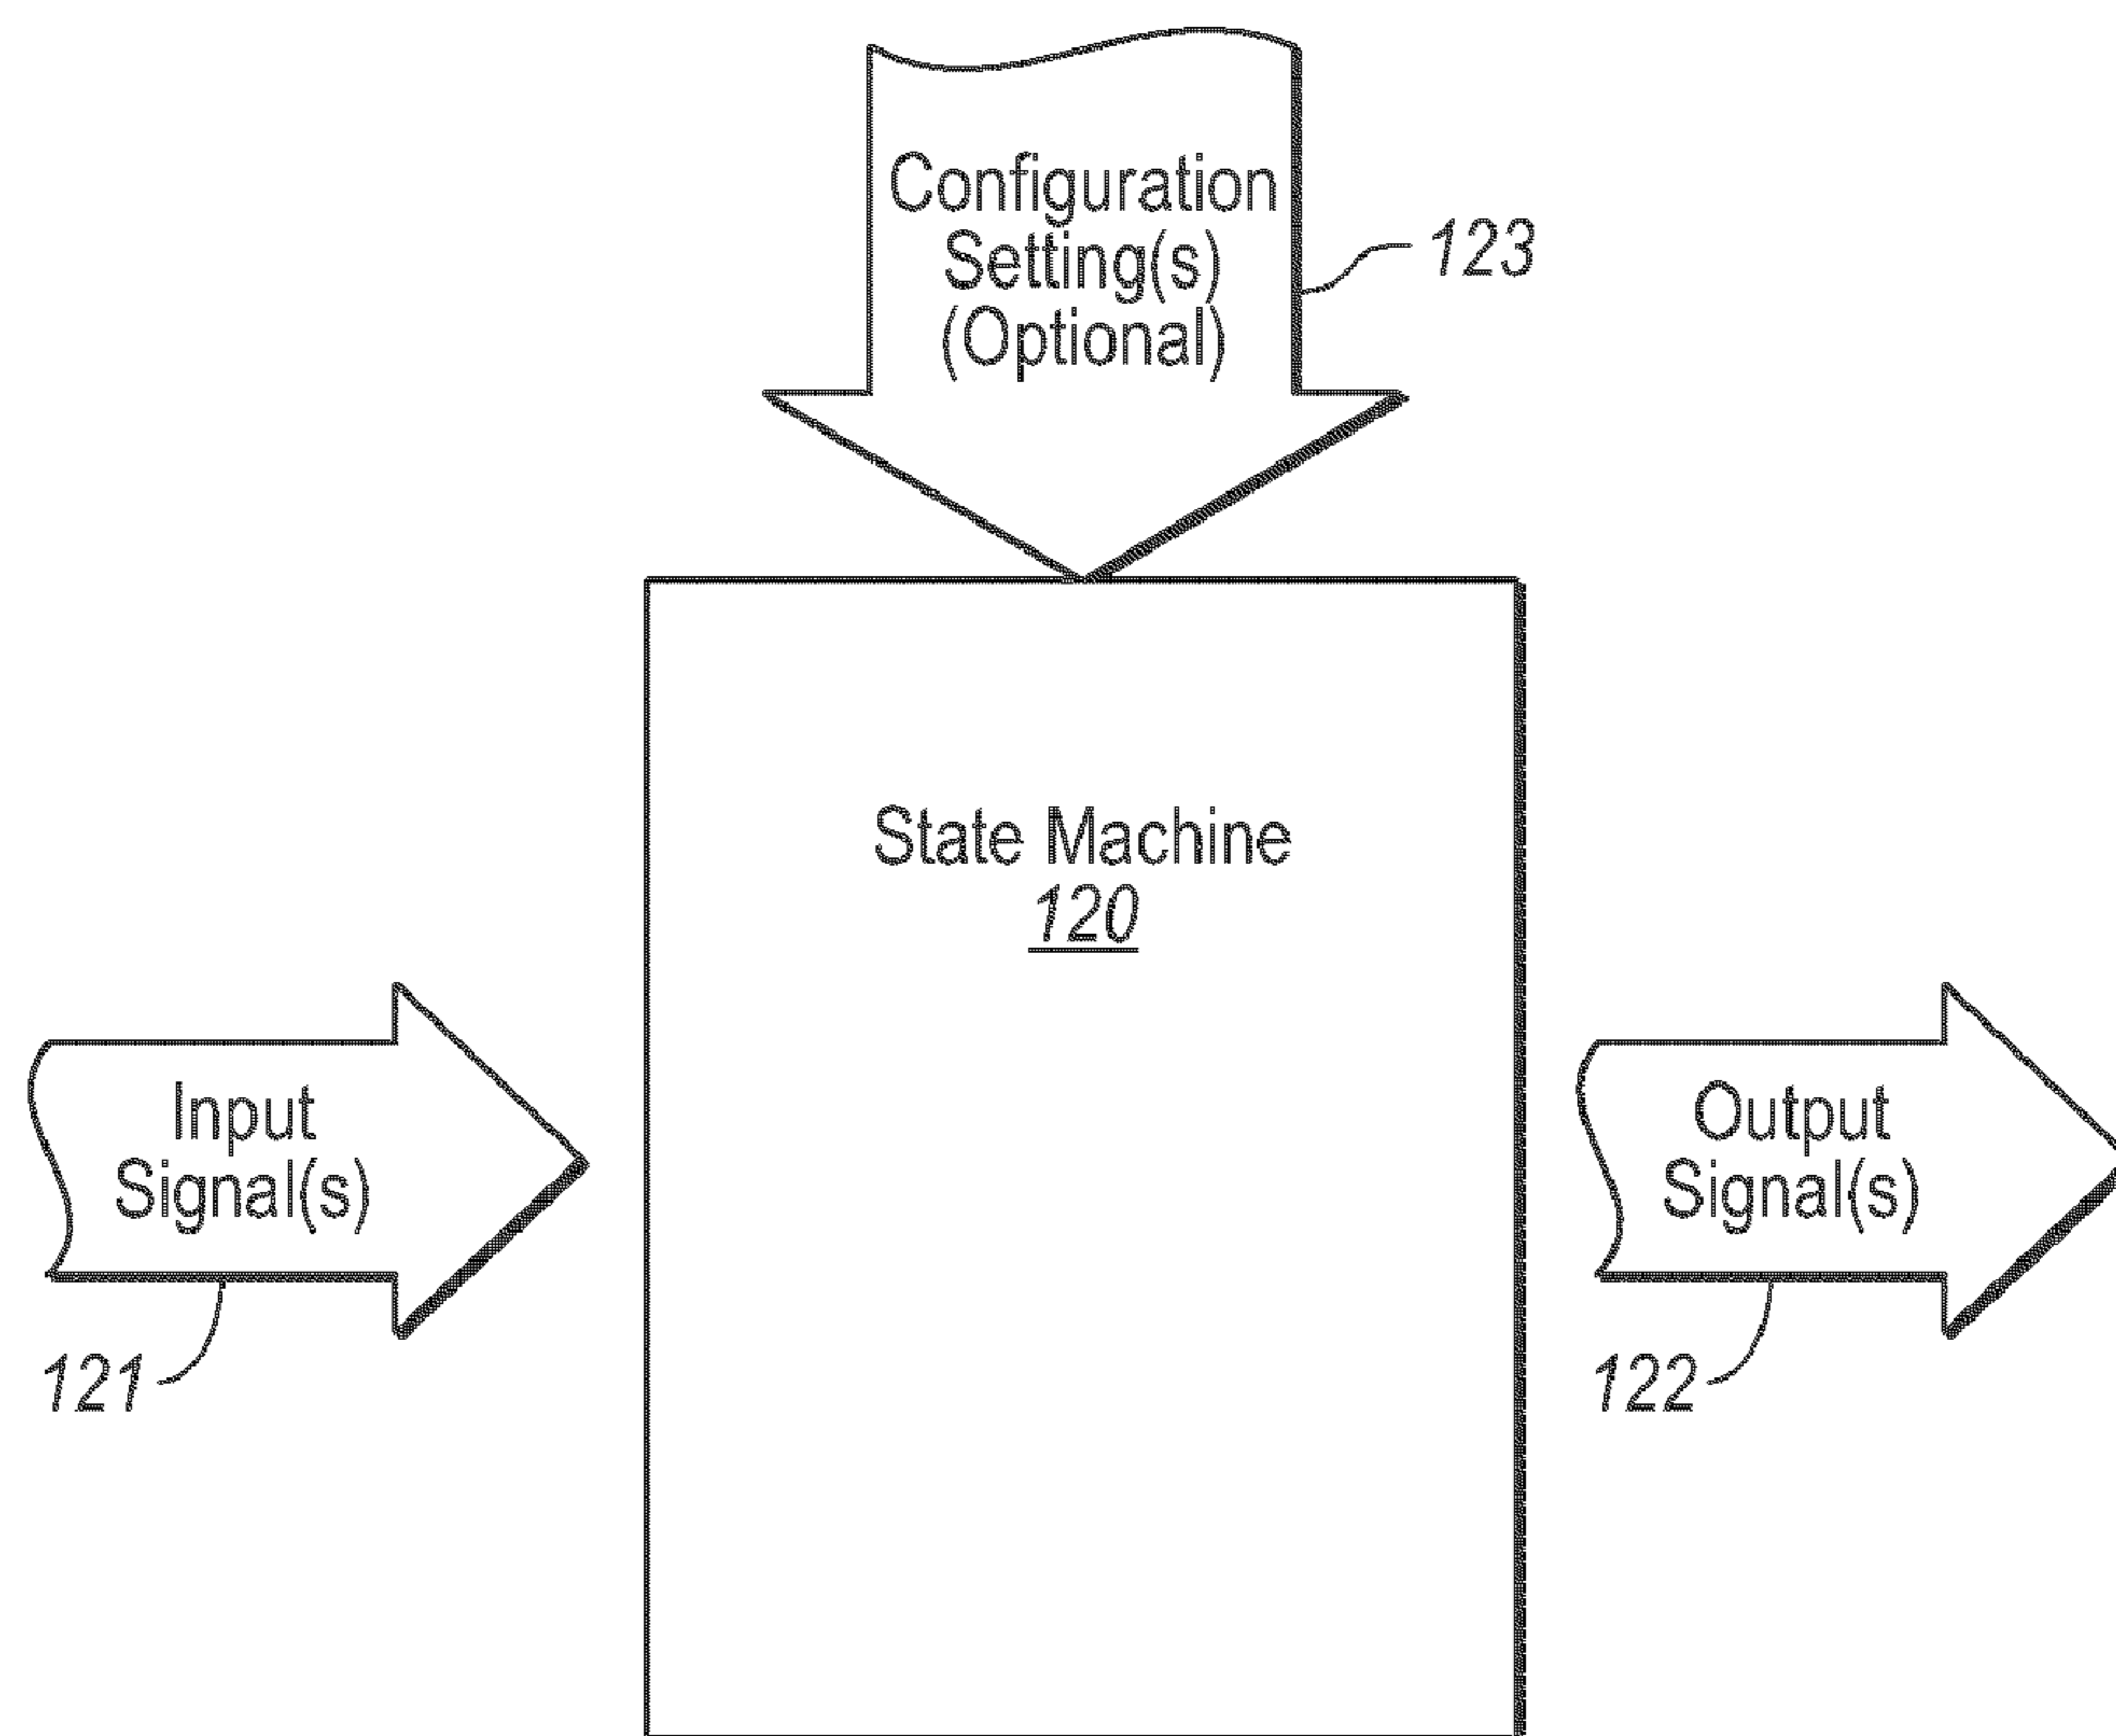 Configuration
Setting(s)
(Optional)
123
State Machine
120
Input
Signal(s)
121
Output
Signal(s)
122